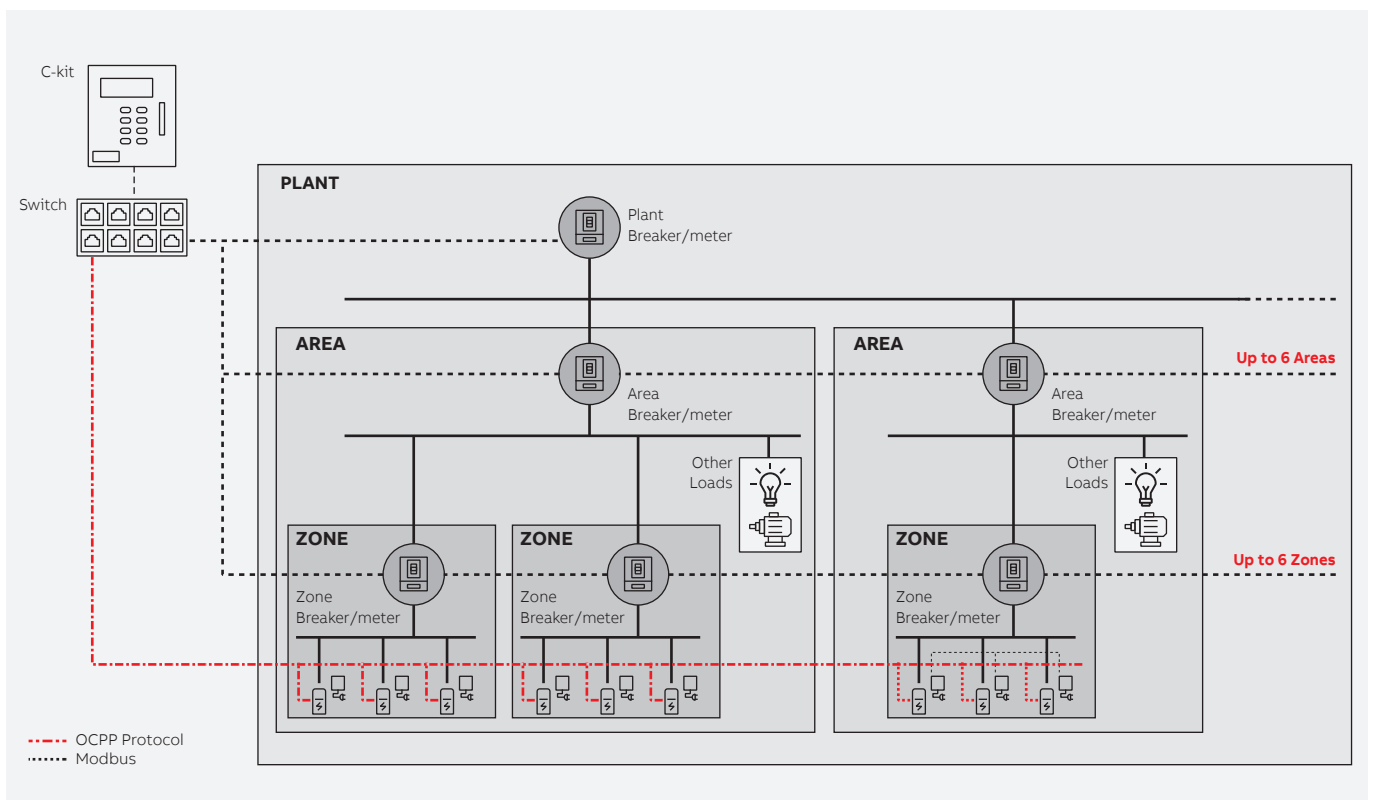 C-kit
Switch
PLANT
Plant
Breaker/meter
AREA
Area
Breaker/meter
Other
Loads
ZONE
Zone
Breaker/meter
ZONE
Zone
Breaker/meter
AREA
Area
Breaker/meter
Other
Loads
ZONE
Zone
Breaker/meter
Up to 6 Areas
Up to 6 Zones
OCPP Protocol
Modbus